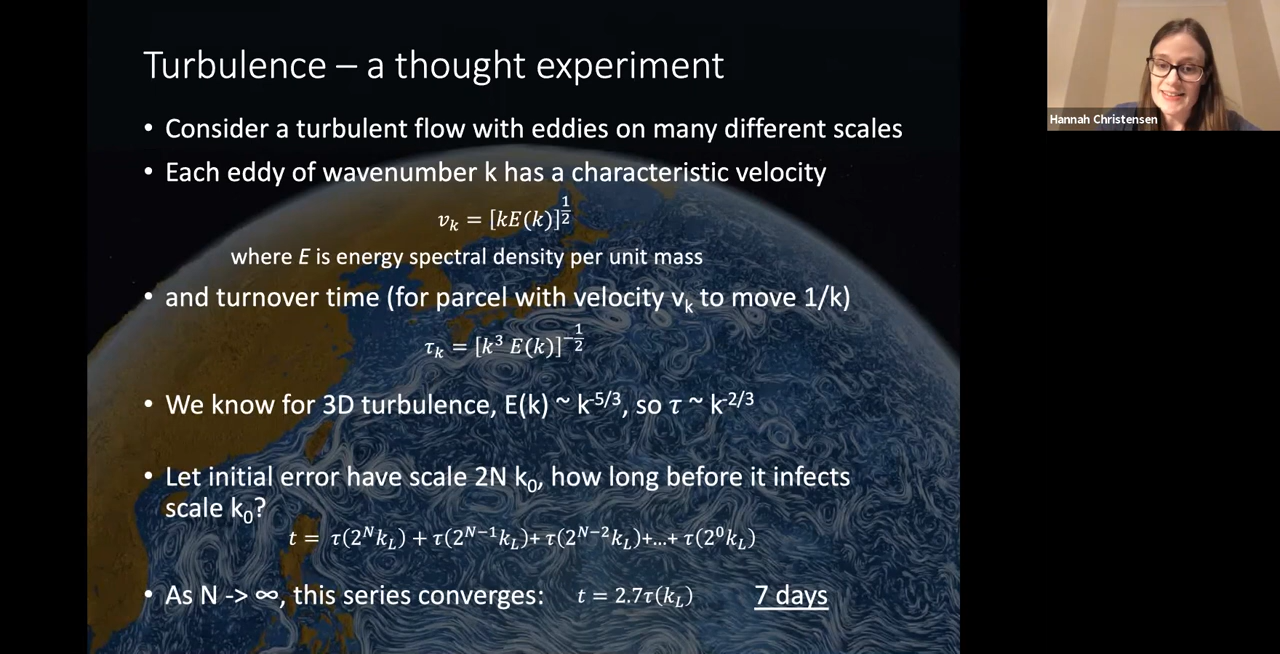 Turbulence – a thought experiment
• Consider a turbulent flow with eddies on many different scales
• Each eddy of wavenumber k has a characteristic velocity
v_k = [kE(k)]^{1/2}
where E is energy spectral density per unit mass
• and turnover time (for parcel with velocity v_k to move 1/k)
τ_k = [k^3 E(k)]^{-1/2}
• We know for 3D turbulence, E(k) ~ k^{-5/3}, so τ ~ k^{-2/3}
• Let initial error have scale 2N k_0, how long before it infects
scale k_0?
t = τ(2^N k_L) + τ(2^{N-1} k_L)+ τ(2^{N-2} k_L)+...+ τ(2^0 k_L)
• As N -> ∞, this series converges: t = 2.7τ(k_L) 7 days
Hannah Christensen